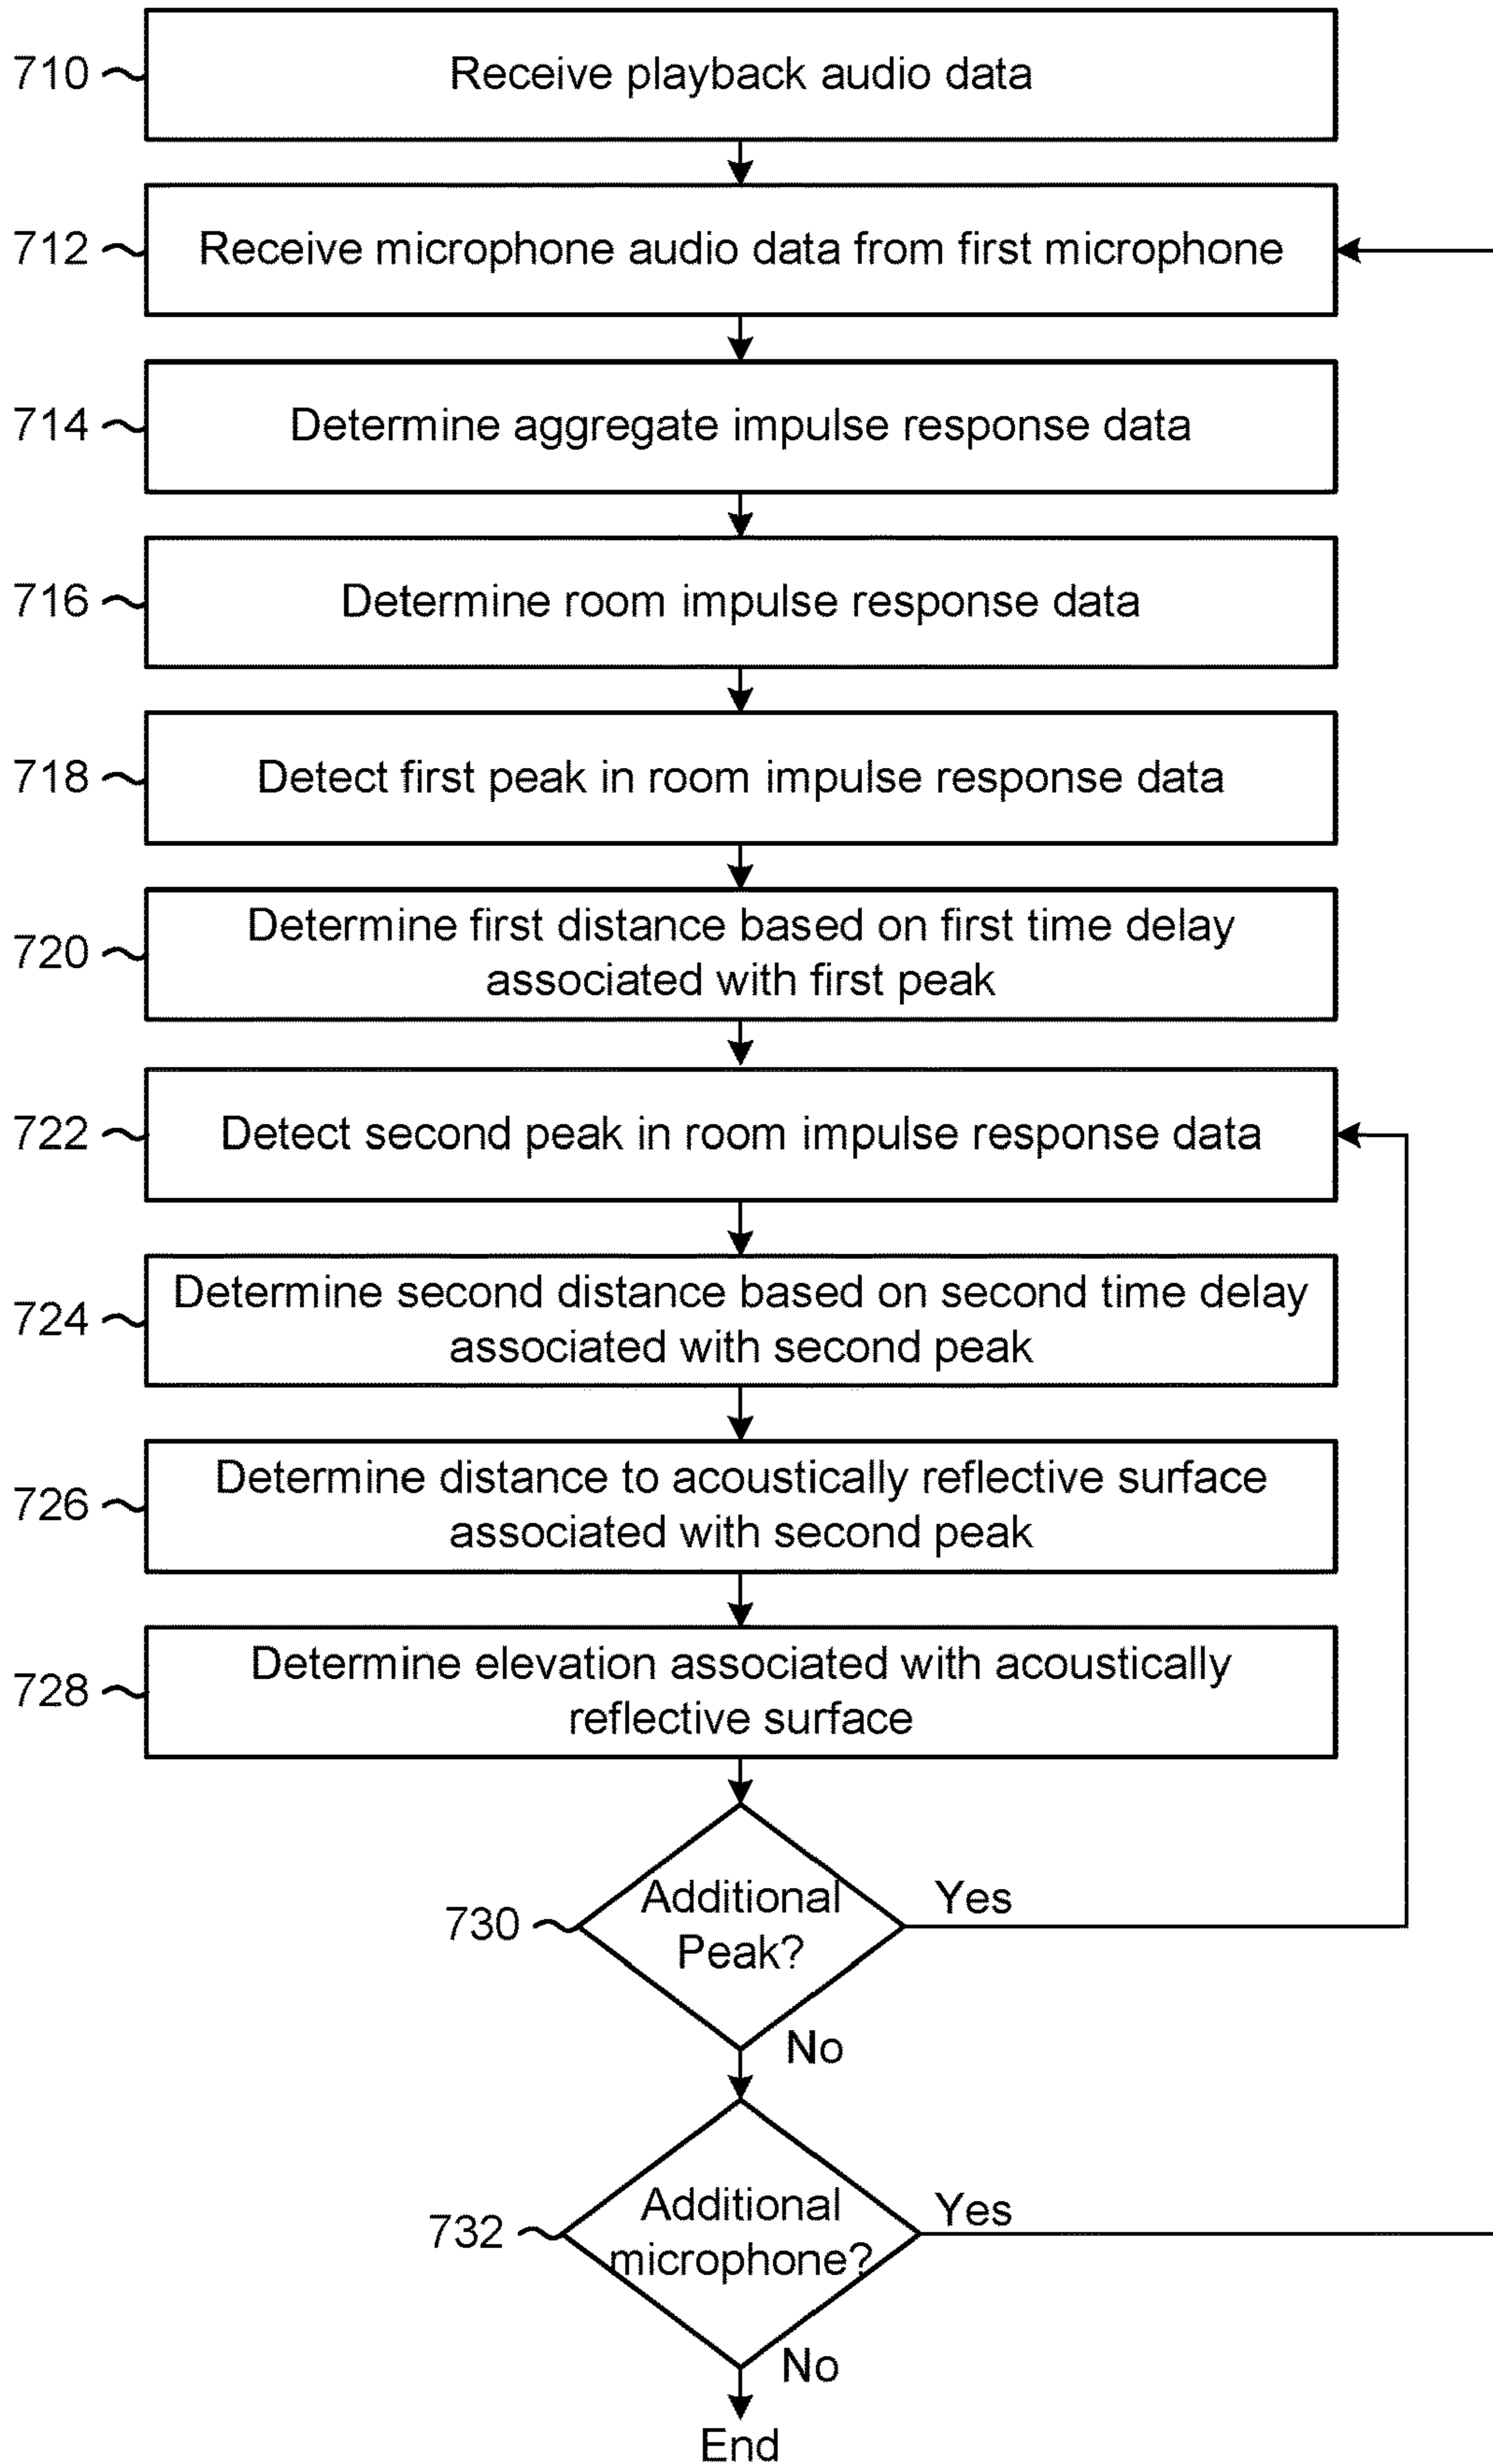 710
Receive playback audio data
712
Receive microphone audio data from first microphone
714
Determine aggregate impulse response data
716
Determine room impulse response data
718
Detect first peak in room impulse response data
720
Determine first distance based on first time delay
associated with first peak
722
Detect second peak in room impulse response data
724
Determine second distance based on second time delay
associated with second peak
726
Determine distance to acoustically reflective surface
associated with second peak
728
Determine elevation associated with acoustically
reflective surface
730
Additional
Peak?
Yes
No
732
Additional
microphone?
Yes
No
End